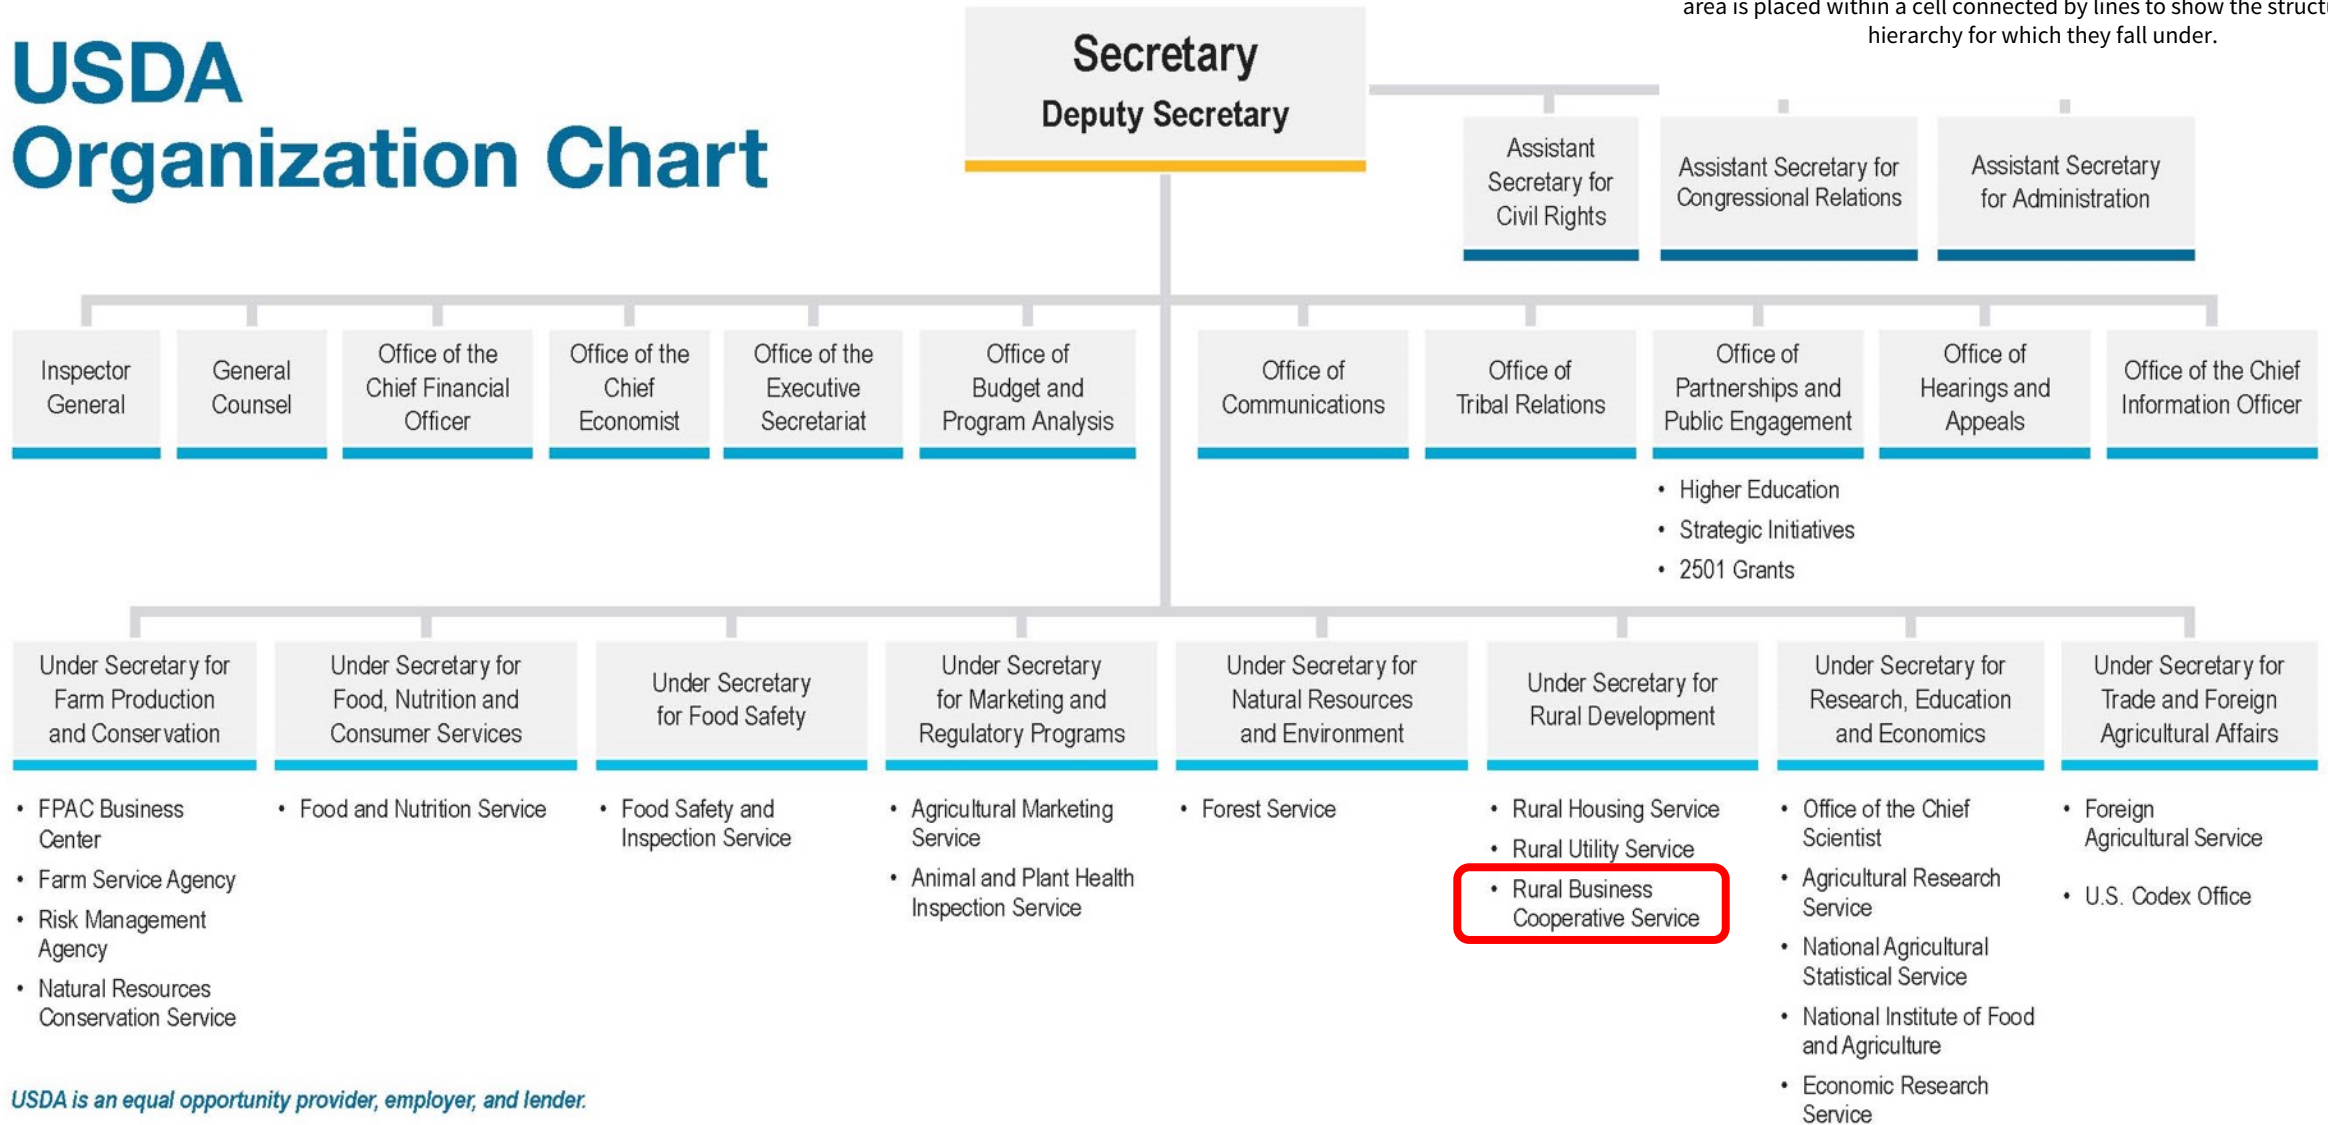 area is placed within a cell connected by lines to show the
hierarchy for which they fall under.
USDA
Organization Chart
Secretary
Deputy Secretary
Assistant
Secretary for
Civil Rights
Assistant Secretary for
Congressional Relations
Assistant Secretary
for Administration
Inspector
General
General
Counsel
Office of the
Chief Financial
Officer
Office of the
Chief
Economist
Office of the
Executive
Secretariat
Office of
Budget and
Program Analysis
Office of
Communications
Office of
Tribal Relations
Office of
Partnerships and
Public Engagement
• Higher Education
• Strategic Initiatives
• 2501 Grants
Office of
Hearings and
Appeals
Office of the Chief
Information Officer
Under Secretary for
Farm Production
and Conservation
• FPAC Business
Center
• Farm Service Agency
• Risk Management
Agency
• Natural Resources
Conservation Service
Under Secretary for
Food, Nutrition and
Consumer Services
• Food and Nutrition Service
Under Secretary
for Food Safety
• Food Safety and
Inspection Service
Under Secretary
for Marketing and
Regulatory Programs
• Agricultural Marketing
Service
• Animal and Plant Health
Inspection Service
Under Secretary for
Natural Resources
and Environment
• Forest Service
Under Secretary for
Rural Development
• Rural Housing Service
• Rural Utility Service
• Rural Business
Cooperative Service
Under Secretary for
Research, Education
and Economics
• Office of the Chief
Scientist
• Agricultural Research
Service
• National Agricultural
Statistical Service
• National Institute of Food
and Agriculture
• Economic Research
Service
Under Secretary for
Trade and Foreign
Agricultural Affairs
• Foreign
Agricultural Service
• U.S. Codex Office
USDA is an equal opportunity provider, employer, and lender.